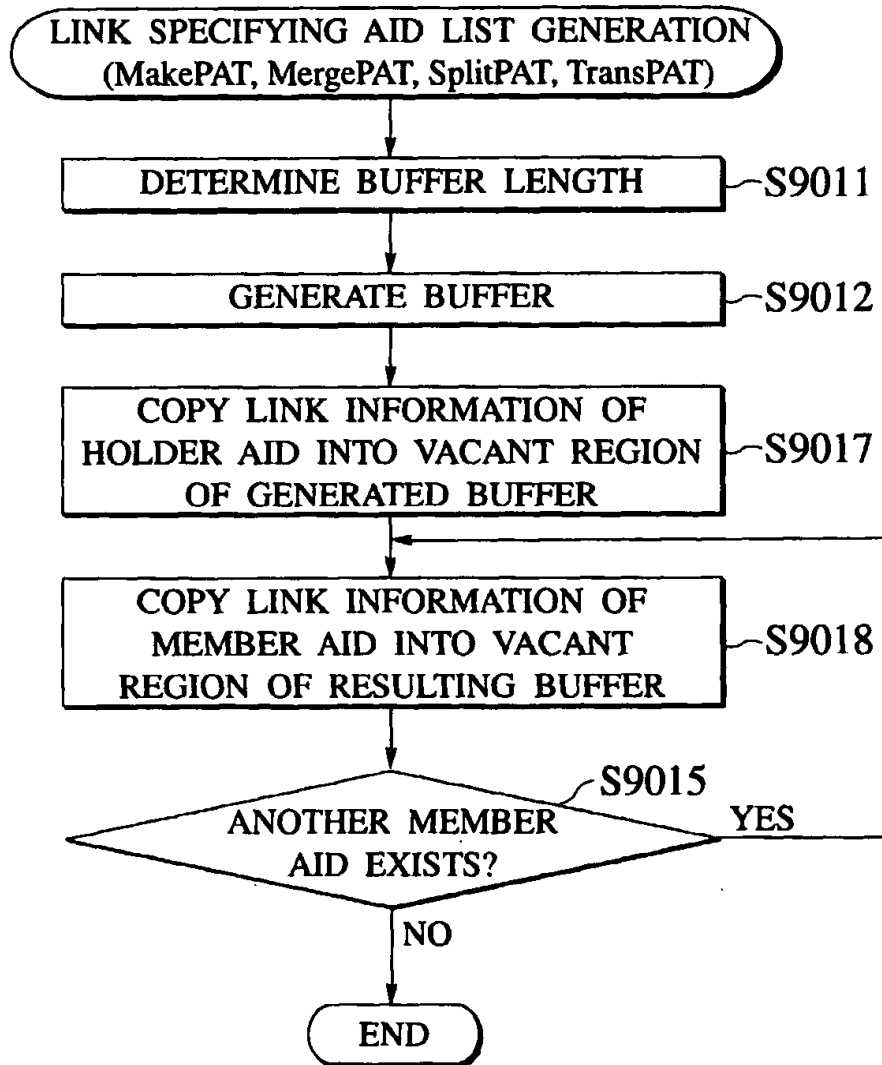 LINK SPECIFYING AID LIST GENERATION
(MakePAT, MergePAT, SplitPAT, TransPAT)
DETERMINE BUFFER LENGTH
S9011
GENERATE BUFFER
S9012
COPY LINK INFORMATION OF
HOLDER AID INTO VACANT REGION
OF GENERATED BUFFER
S9017
COPY LINK INFORMATION OF
MEMBER AID INTO VACANT
REGION OF RESULTING BUFFER
S9018
S9015
ANOTHER MEMBER
AID EXISTS?
YES
NO
END